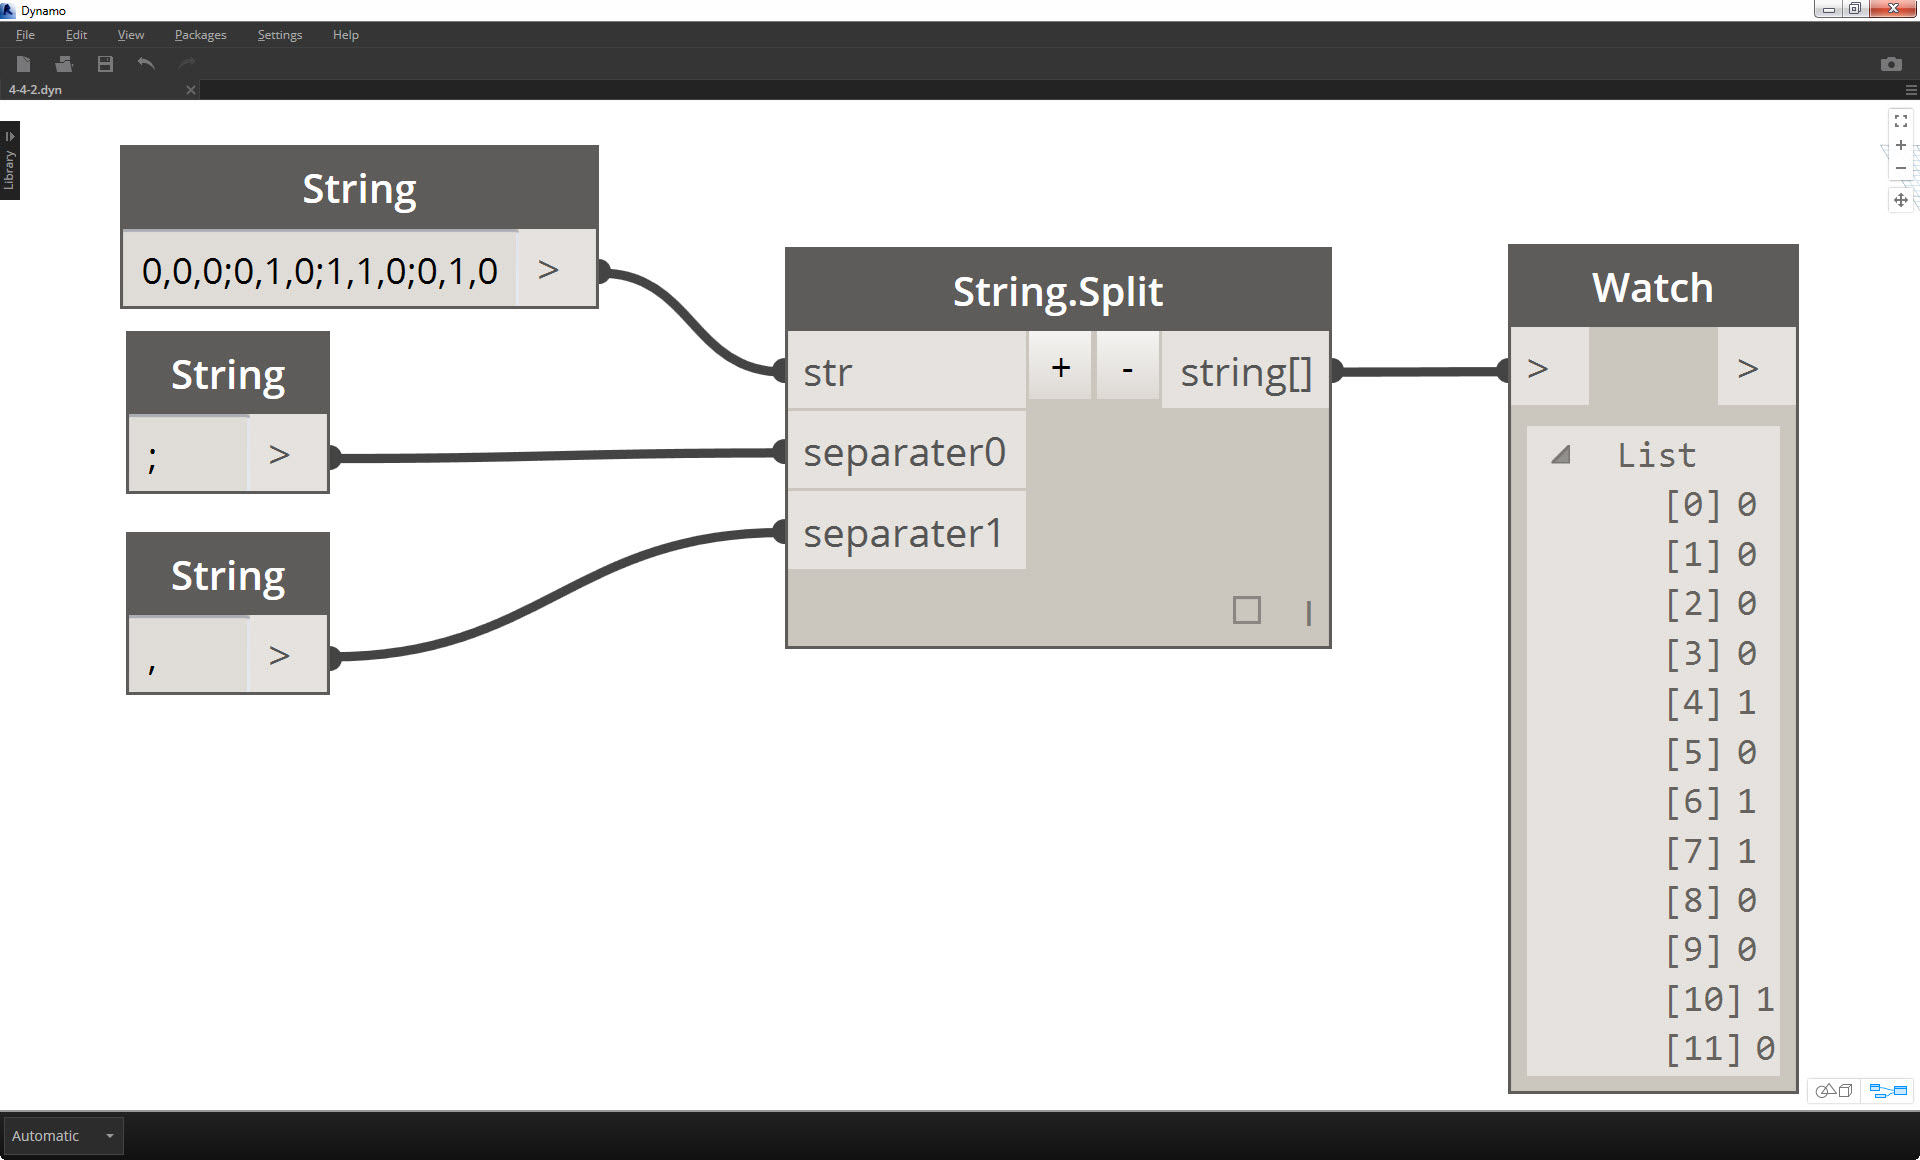 Dynamo
File Edit View Packages Settings Help
4-4-2.dyn
Library
String
0,0,0;0,1,0;1,1,0;0,1,0 >
String
; >
String
, >
String.Split
str + - string[]
separater0
separater1
l
Watch
> >
List
[0] 0
[1] 0
[2] 0
[3] 0
[4] 1
[5] 0
[6] 1
[7] 1
[8] 0
[9] 0
[10] 1
[11] 0
Automatic